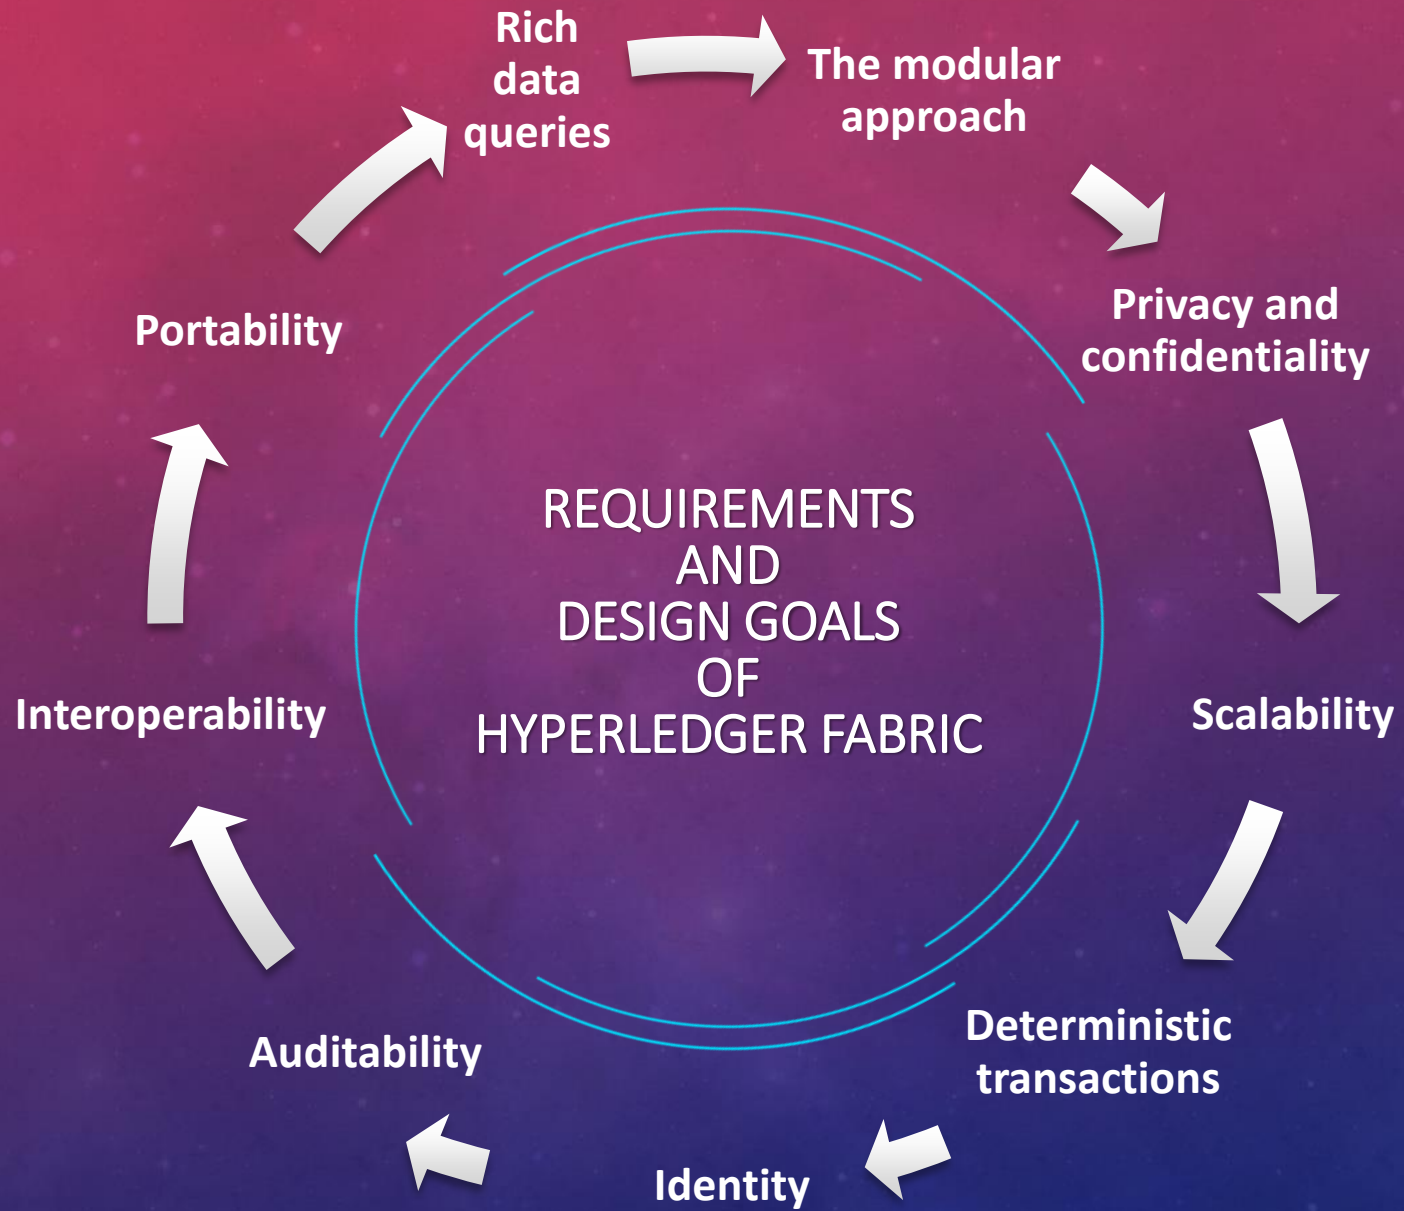 Rich
data
queries
The modular
approach
Privacy and
confidentiality
Scalability
Deterministic
transactions
Identity
Auditability
Interoperability
Portability
REQUIREMENTS
AND
DESIGN GOALS
OF
HYPERLEDGER FABRIC